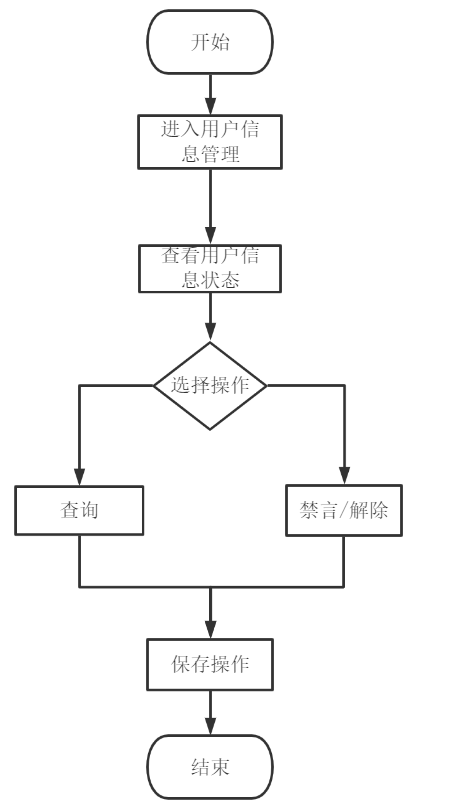 开始
进入用户信
息管理
查看用户信
息状态
选择操作
查询
禁言/解除
保存操作
结束